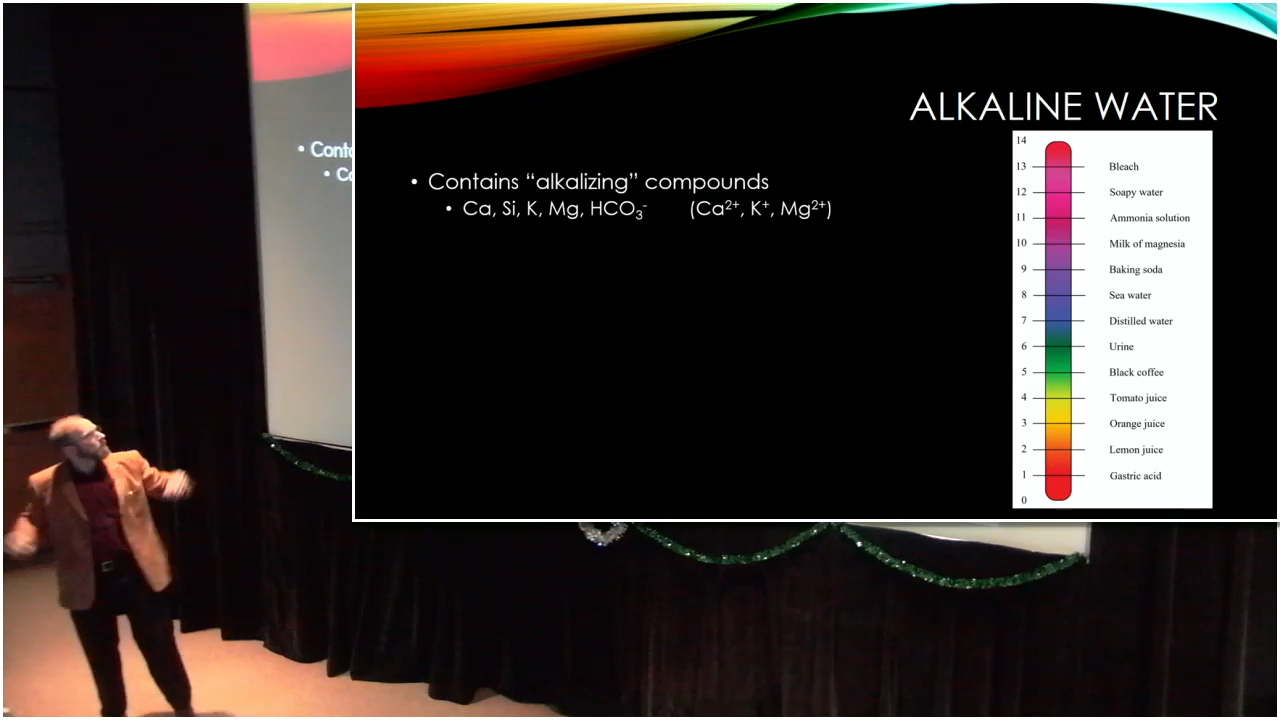 • Conte
• Co
ALKALINE WATER
• Contains “alkalizing” compounds
• Ca, Si, K, Mg, HCO₃⁻ (Ca²⁺, K⁺, Mg²⁺)
14
13 Bleach
12 Soapy water
11 Ammonia solution
10 Milk of magnesia
9 Baking soda
8 Sea water
7 Distilled water
6 Urine
5 Black coffee
4 Tomato juice
3 Orange juice
2 Lemon juice
1 Gastric acid
0